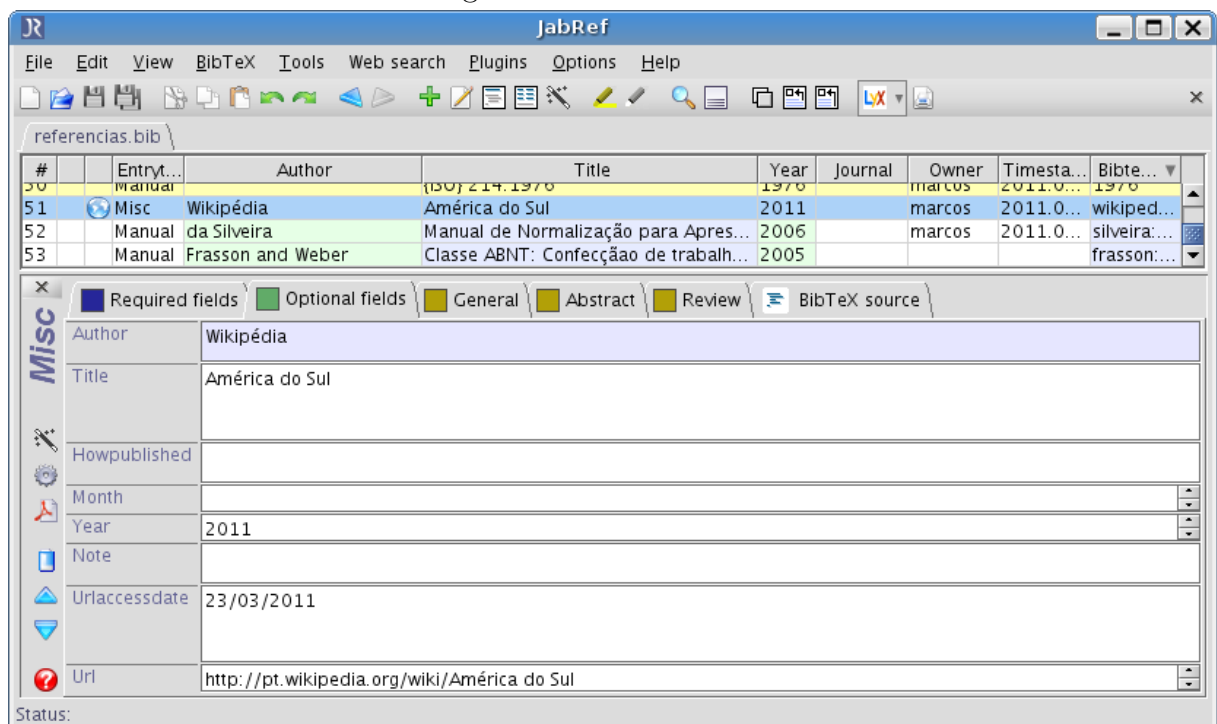 JabRef
File Edit View BibTeX Tools Web search Plugins Options Help
referencias.bib
# Entryt... Author Title Year Journal Owner Timesta... Bibte...
50 Manual {ISO} 214:1976 1976 marcos 2011.0... 1976
51 Misc Wikipédia América do Sul 2011 marcos 2011.0... wikiped...
52 Manual da Silveira Manual de Normalização para Apres... 2006 marcos 2011.0... silveira:...
53 Manual Frasson and Weber Classe ABNT: Confecçãao de trabalh... 2005 frasson:...
Misc
Required fields Optional fields General Abstract Review BibTeX source
Author Wikipédia
Title América do Sul
Howpublished
Month
Year 2011
Note
Urlaccessdate 23/03/2011
Url http://pt.wikipedia.org/wiki/América do Sul
Status: